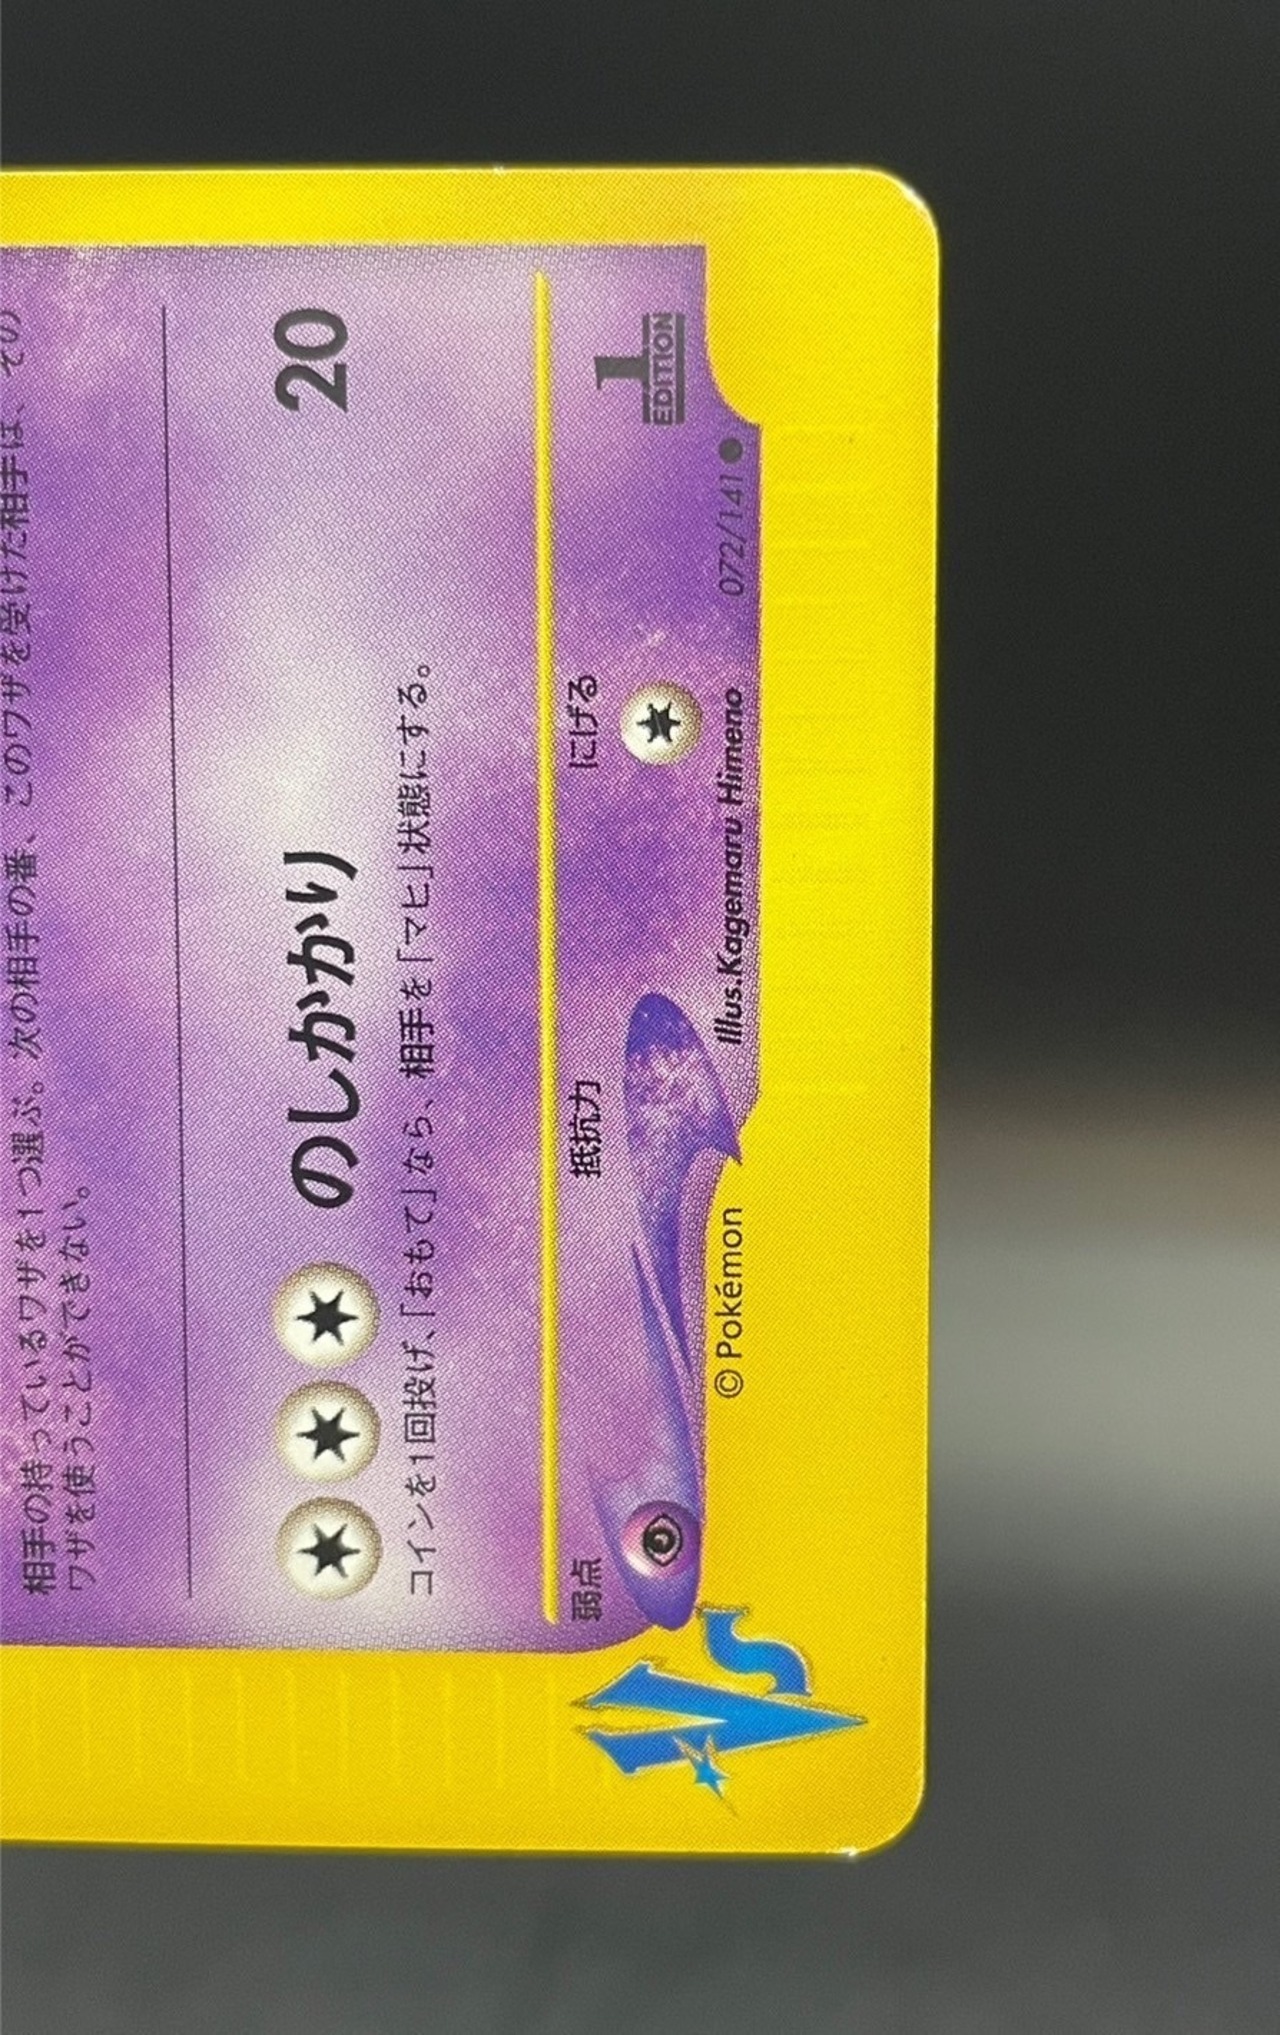 相手の持っているワザを1つ選ぶ。次の相手の番、このワザを受けた相手は、その
ワザを使うことができない。
のしかかり 20
コインを1回投げ、「おもて」なら、相手を「マヒ」状態にする。
弱点 抵抗力 にげる
1 EDITION
©Pokémon Illus.Kagemaru Himeno 072/141●
VS